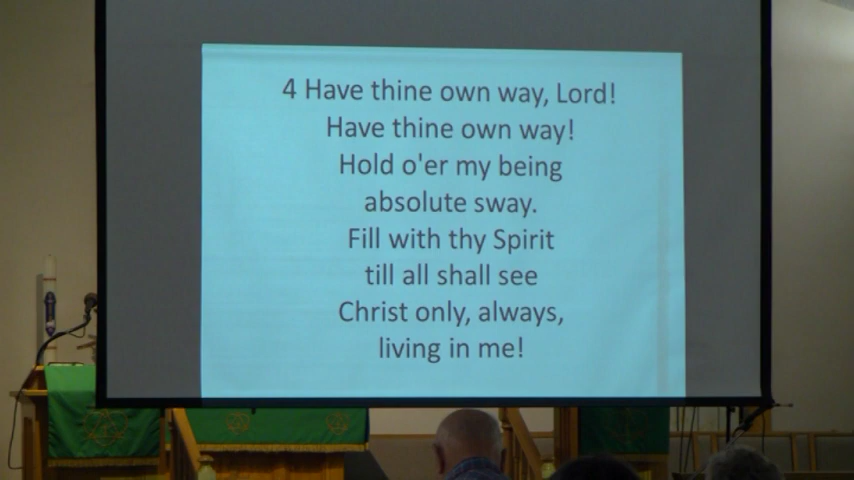 4 Have thine own way, Lord!
Have thine own way!
Hold o'er my being
absolute sway.
Fill with thy Spirit
till all shall see
Christ only, always,
living in me!